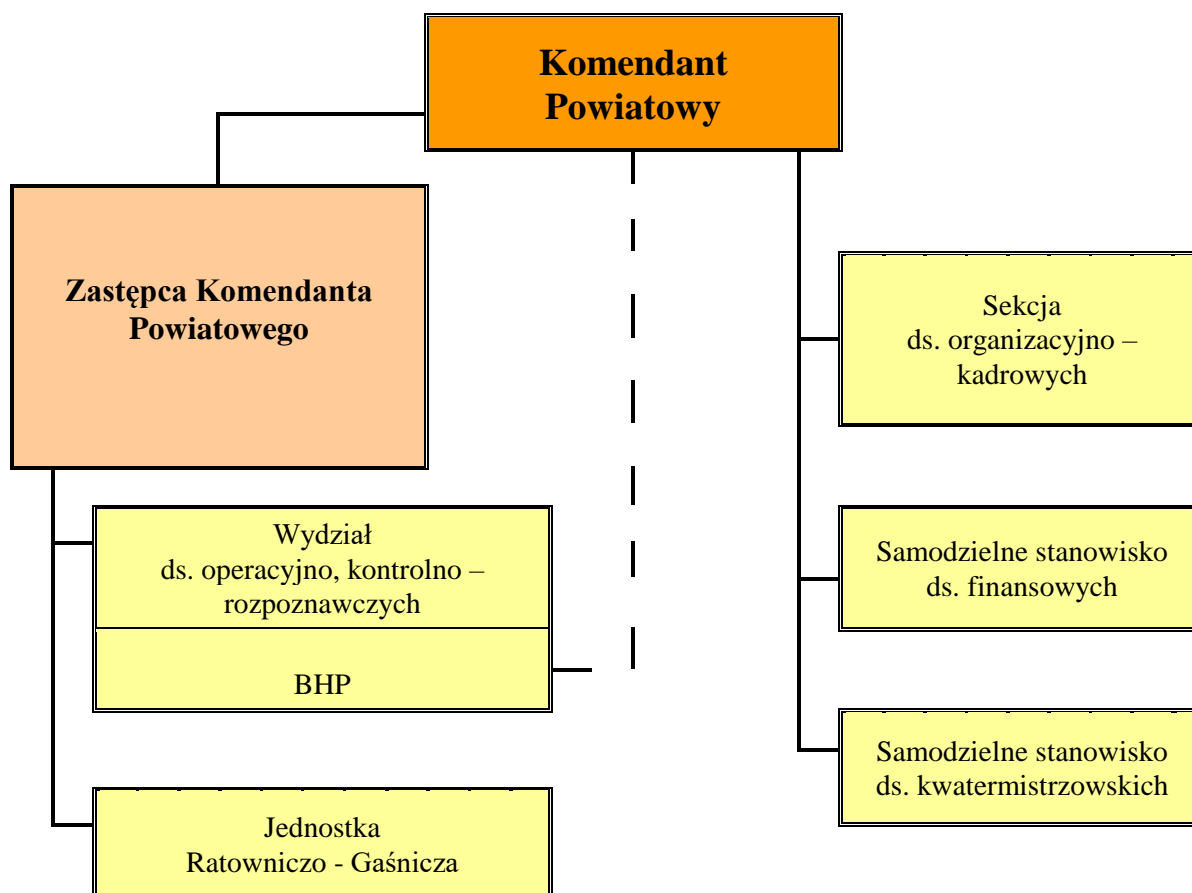 Komendant
Powiatowy
Zastępca Komendanta
Powiatowego
Sekcja
ds. organizacyjno –
kadrowych
Wydział
ds. operacyjno, kontrolno –
rozpoznawczych
BHP
Samodzielne stanowisko
ds. finansowych
Samodzielne stanowisko
ds. kwatermistrzowskich
Jednostka
Ratowniczo - Gaśnicza